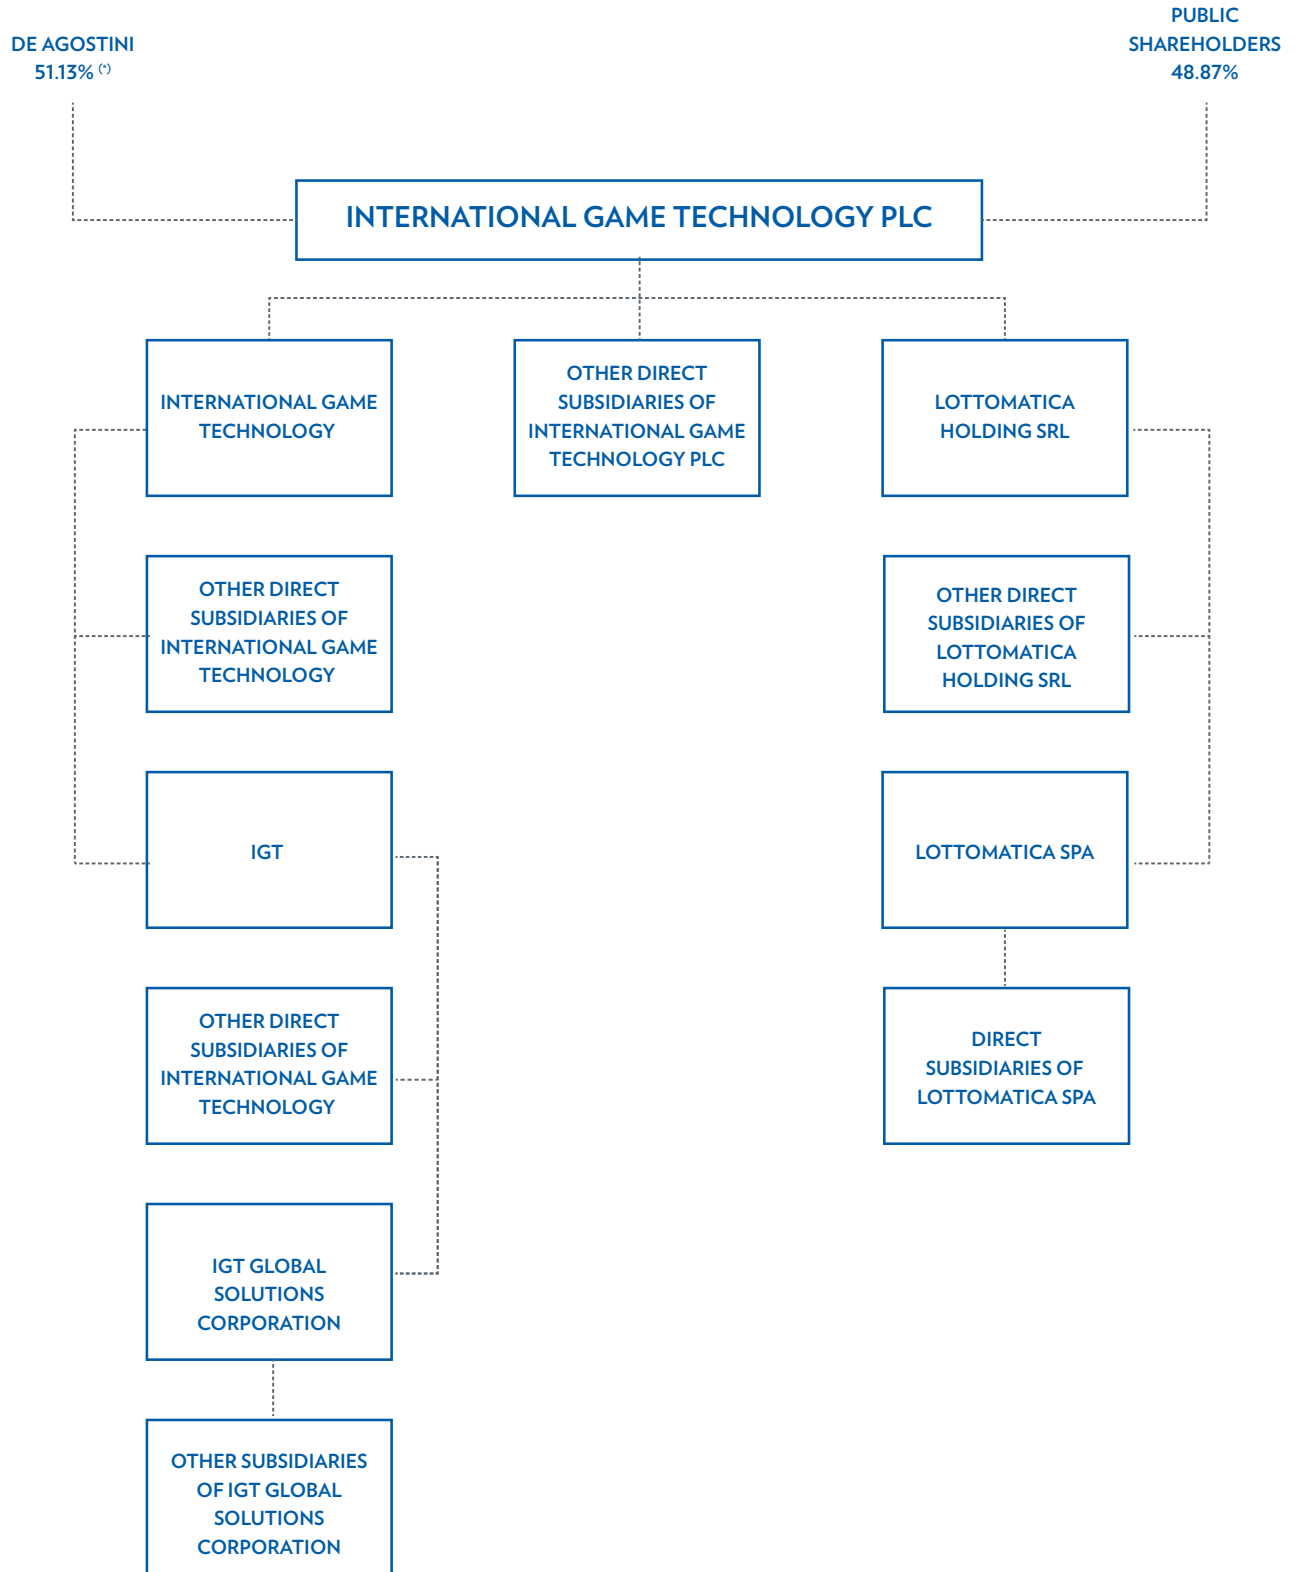 DE AGOSTINI
51.13% (*)
PUBLIC
SHAREHOLDERS
48.87%
INTERNATIONAL GAME TECHNOLOGY PLC
INTERNATIONAL GAME
TECHNOLOGY
OTHER DIRECT
SUBSIDIARIES OF
INTERNATIONAL GAME
TECHNOLOGY PLC
LOTTOMATICA
HOLDING SRL
OTHER DIRECT
SUBSIDIARIES OF
INTERNATIONAL GAME
TECHNOLOGY
OTHER DIRECT
SUBSIDIARIES OF
LOTTOMATICA
HOLDING SRL
IGT
LOTTOMATICA SPA
OTHER DIRECT
SUBSIDIARIES OF
INTERNATIONAL GAME
TECHNOLOGY
DIRECT
SUBSIDIARIES OF
LOTTOMATICA SPA
IGT GLOBAL
SOLUTIONS
CORPORATION
OTHER SUBSIDIARIES
OF IGT GLOBAL
SOLUTIONS
CORPORATION